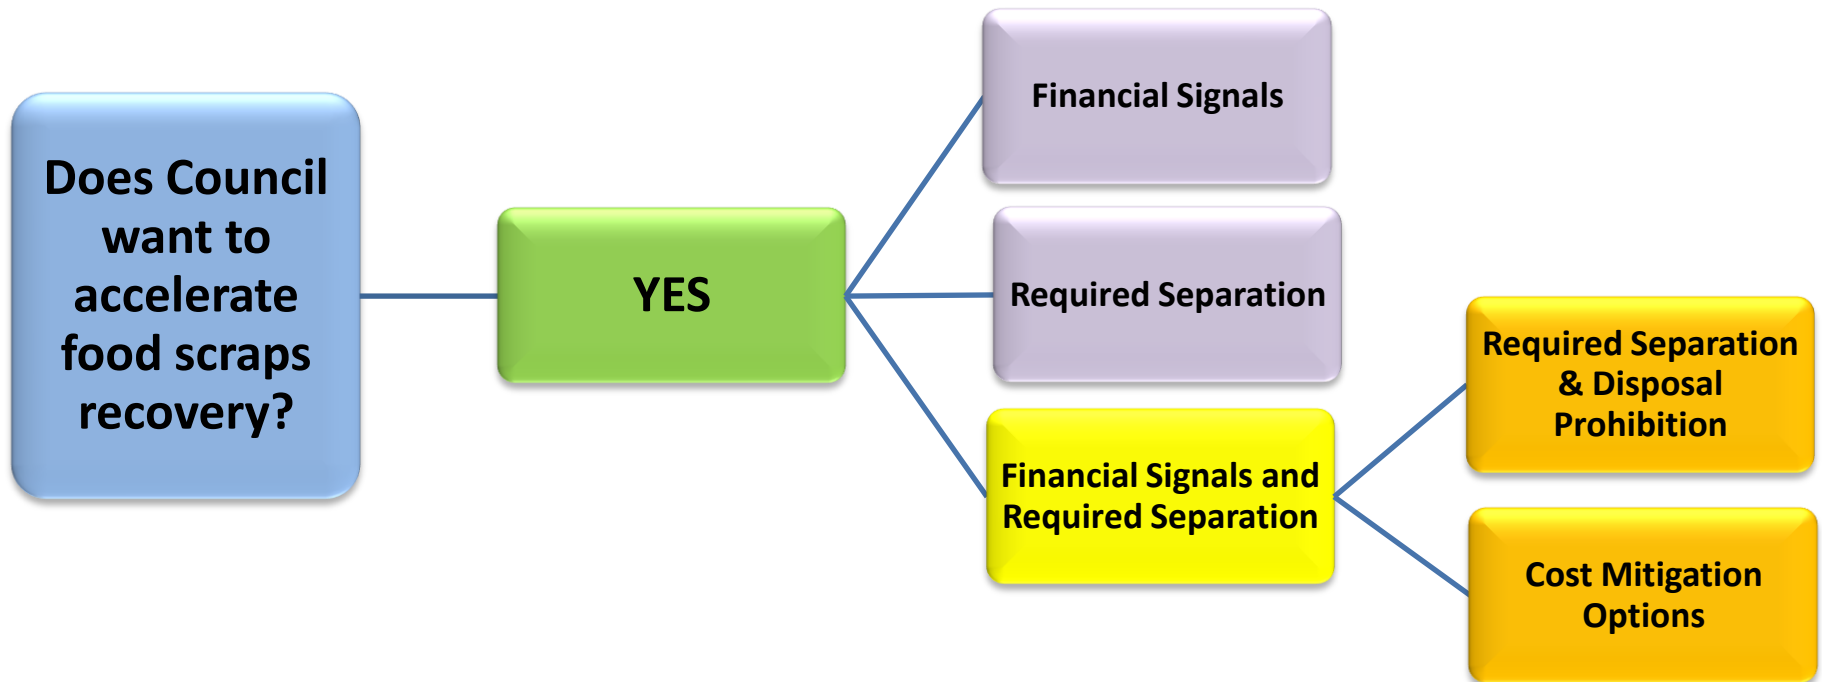 Does Council
want to
accelerate
food scraps
recovery?
YES
Financial Signals
Required Separation
Financial Signals and
Required Separation
Required Separation
& Disposal
Prohibition
Cost Mitigation
Options